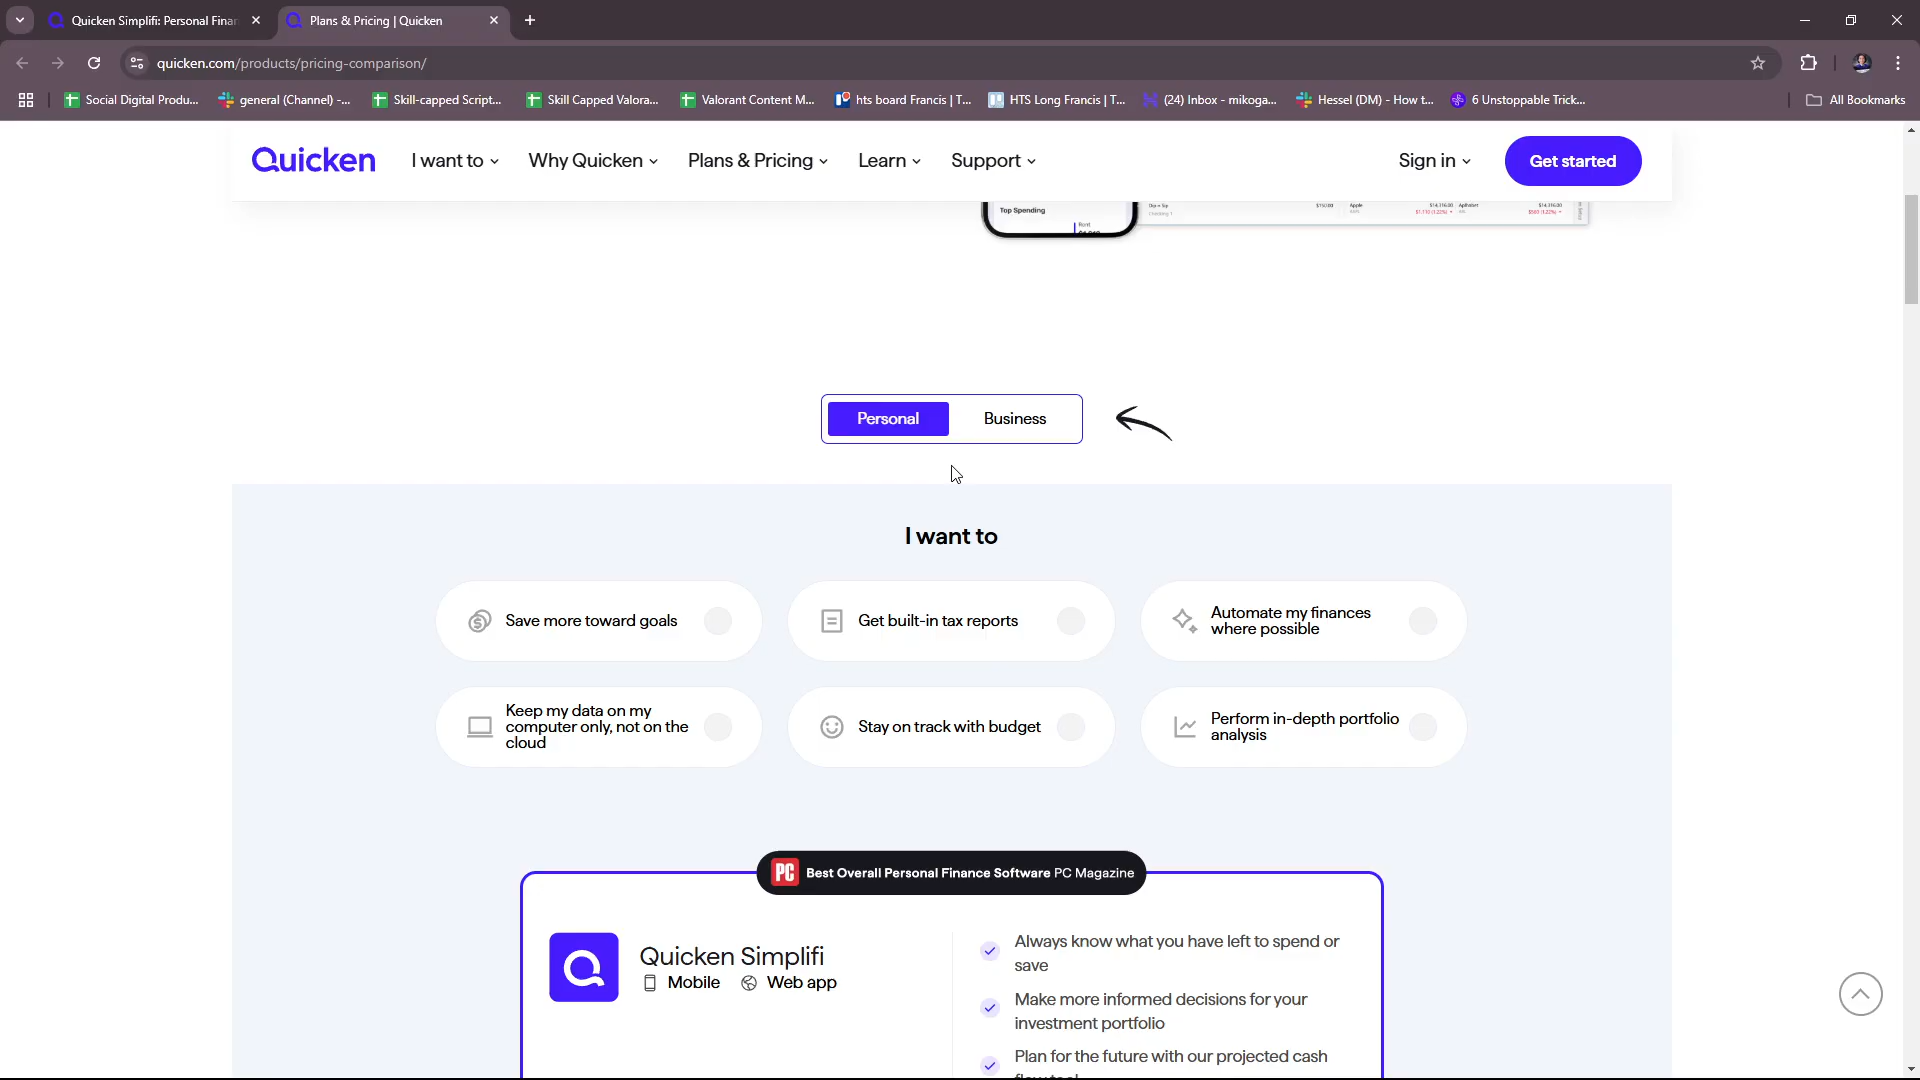 Quicken Simplifi: Personal Finan
Plans & Pricing | Quicken
quicken.com/products/pricing-comparison/
Social Digital Produ...
general (Channel) -...
Skill-capped Script...
Skill Capped Valora...
Valorant Content M...
hts board Francis | T...
HTS Long Francis | T...
(24) Inbox - mikoga...
Hessel (DM) - How t...
6 Unstoppable Trick...
All Bookmarks
Quicken
I want to
Why Quicken
Plans & Pricing
Learn
Support
Sign in
Get started
Top Spending
Rent
Apple
Personal
Business
I want to
Save more toward goals
Get built-in tax reports
Automate my finances
where possible
Keep my data on my
computer only, not on the
cloud
Stay on track with budget
Perform in-depth portfolio
analysis
PC Best Overall Personal Finance Software PC Magazine
Quicken Simplifi
Mobile
Web app
Always know what you have left to spend or
save
Make more informed decisions for your
investment portfolio
Plan for the future with our projected cash